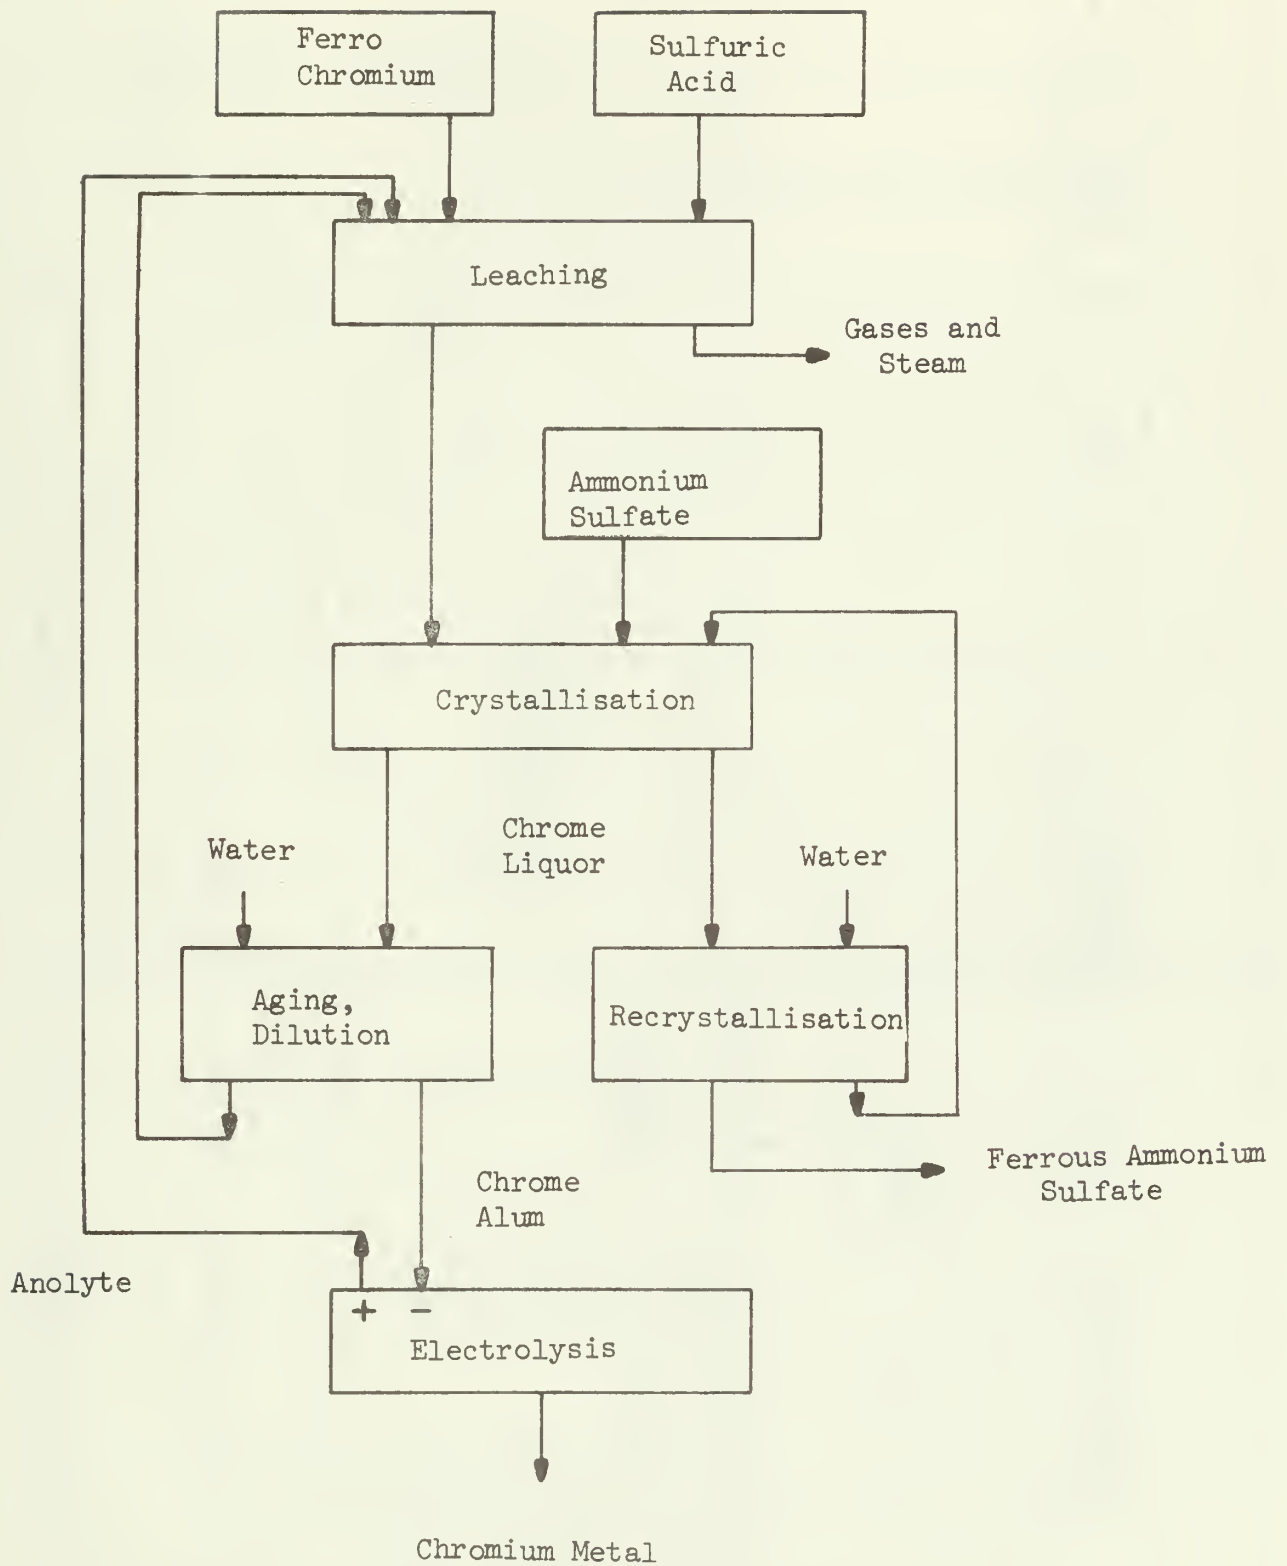 Ferro
Chromium
Sulfuric
Acid
Leaching
Gases and
Steam
Ammonium
Sulfate
Crystallisation
Chrome
Liquor
Water
Water
Aging,
Dilution
Recrystallisation
Ferrous Ammonium
Sulfate
Chrome
Alum
Anolyte
+ −
Electrolysis
Chromium Metal